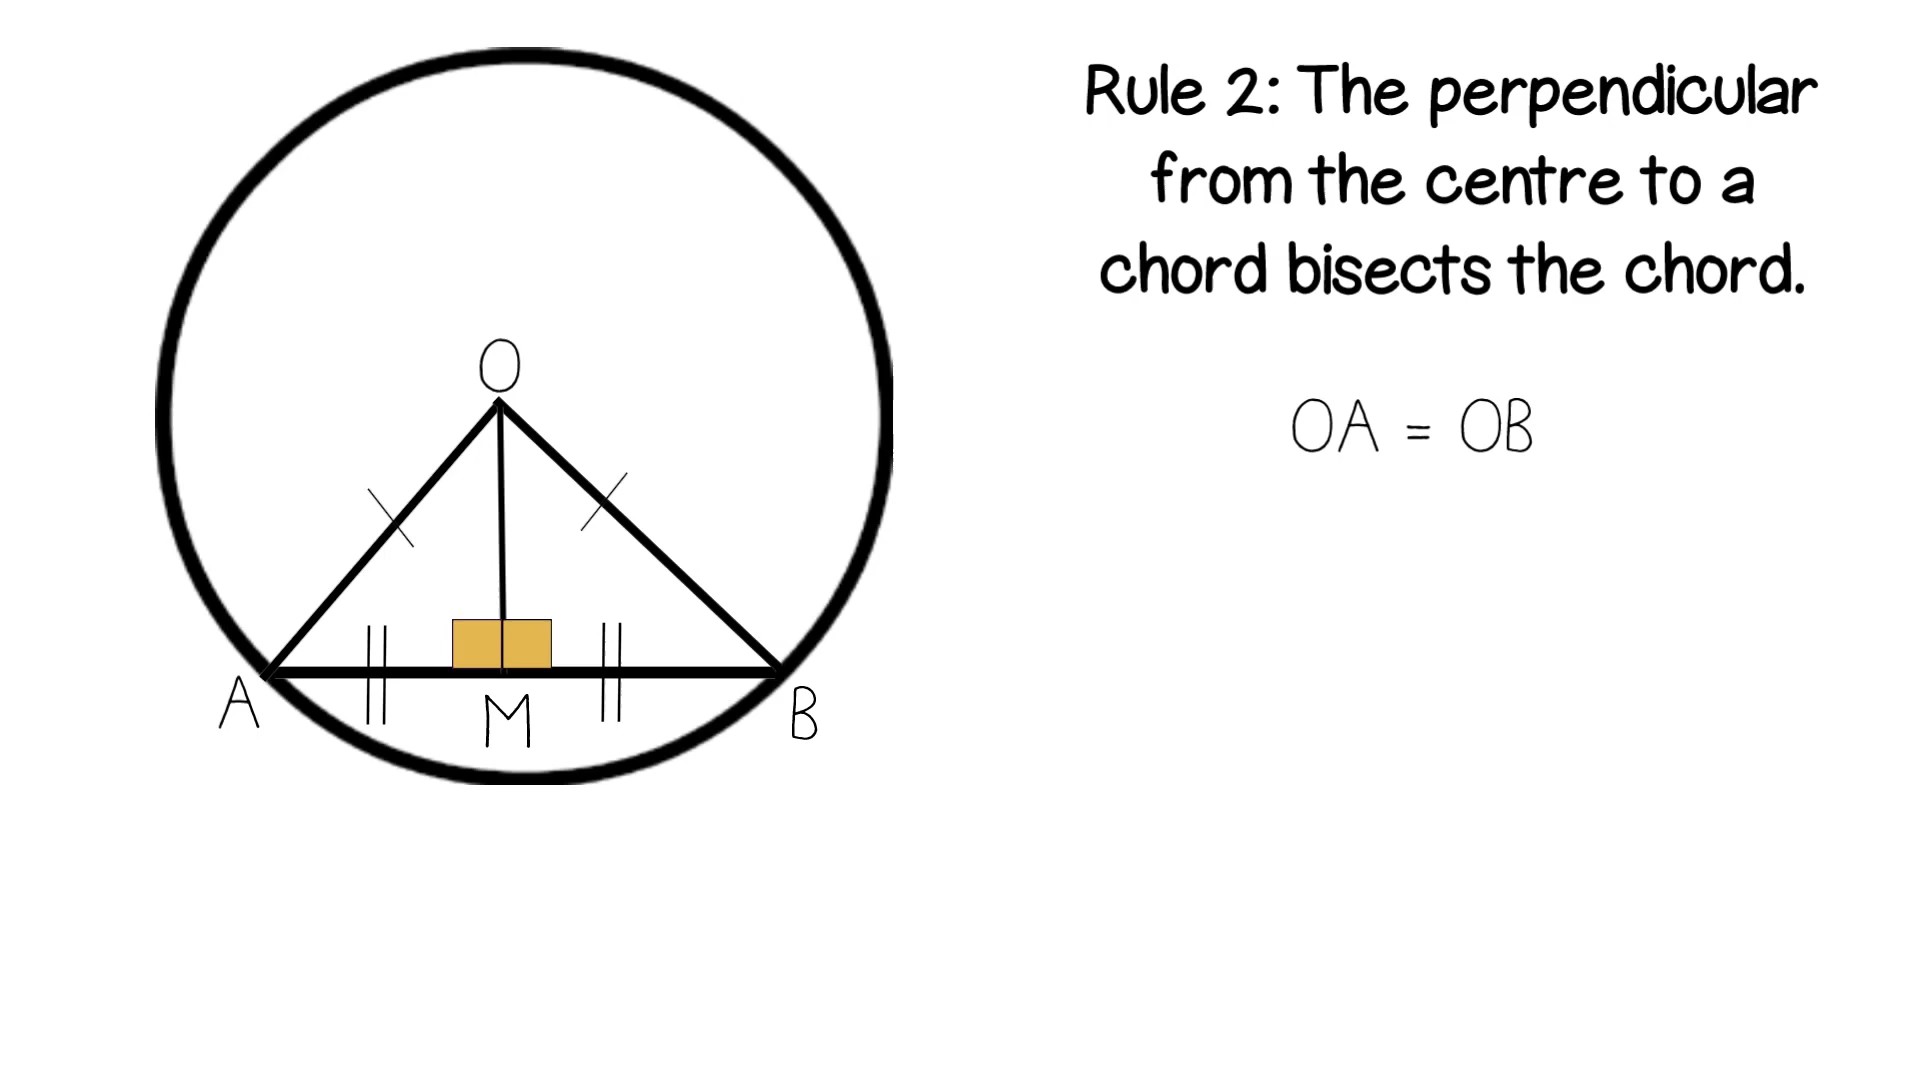 Rule 2: The perpendicular
from the centre to a
chord bisects the chord.
O
OA = OB
A
M
B